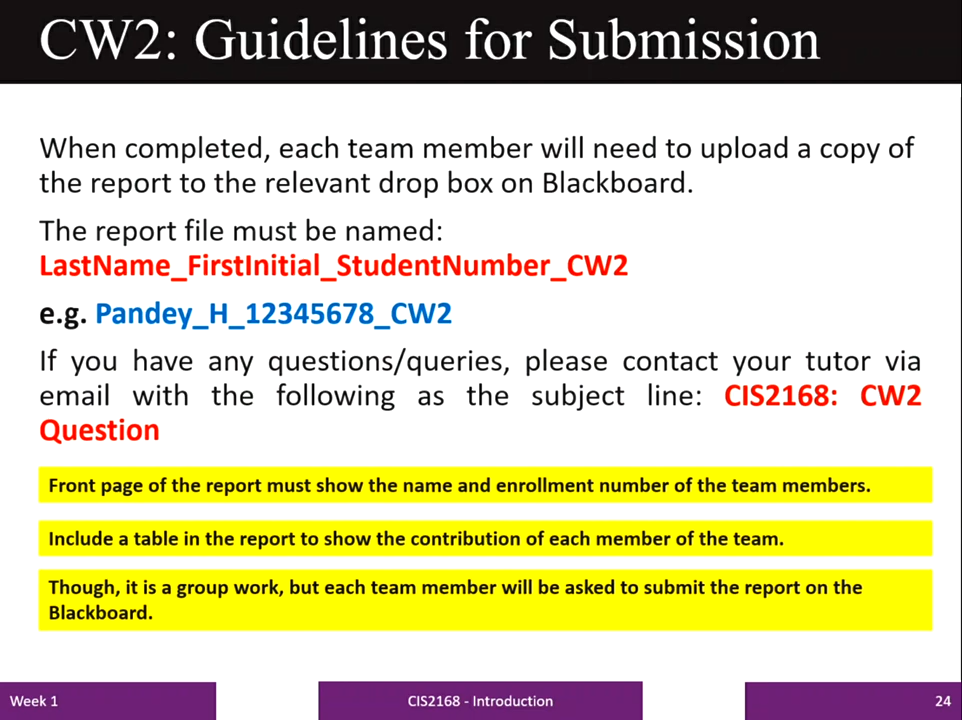 CW2: Guidelines for Submission
When completed, each team member will need to upload a copy of
the report to the relevant drop box on Blackboard.
The report file must be named:
LastName_FirstInitial_StudentNumber_CW2
e.g. Pandey_H_12345678_CW2
If you have any questions/queries, please contact your tutor via
email with the following as the subject line: CIS2168: CW2
Question
Front page of the report must show the name and enrollment number of the team members.
Include a table in the report to show the contribution of each member of the team.
Though, it is a group work, but each team member will be asked to submit the report on the
Blackboard.
Week 1
CIS2168 - Introduction
24